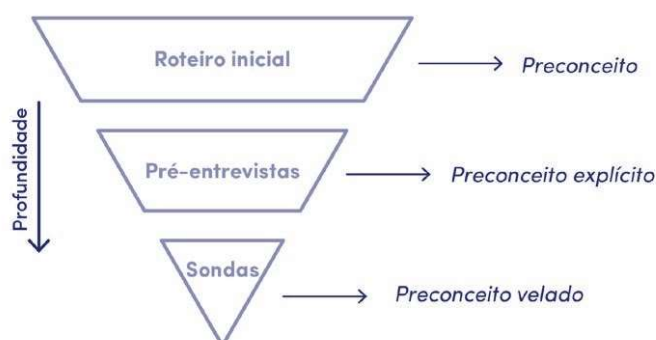 Roteiro inicial
Preconceito
Profundidade
Pré-entrevistas
Preconceito explícito
Sondas
Preconceito velado